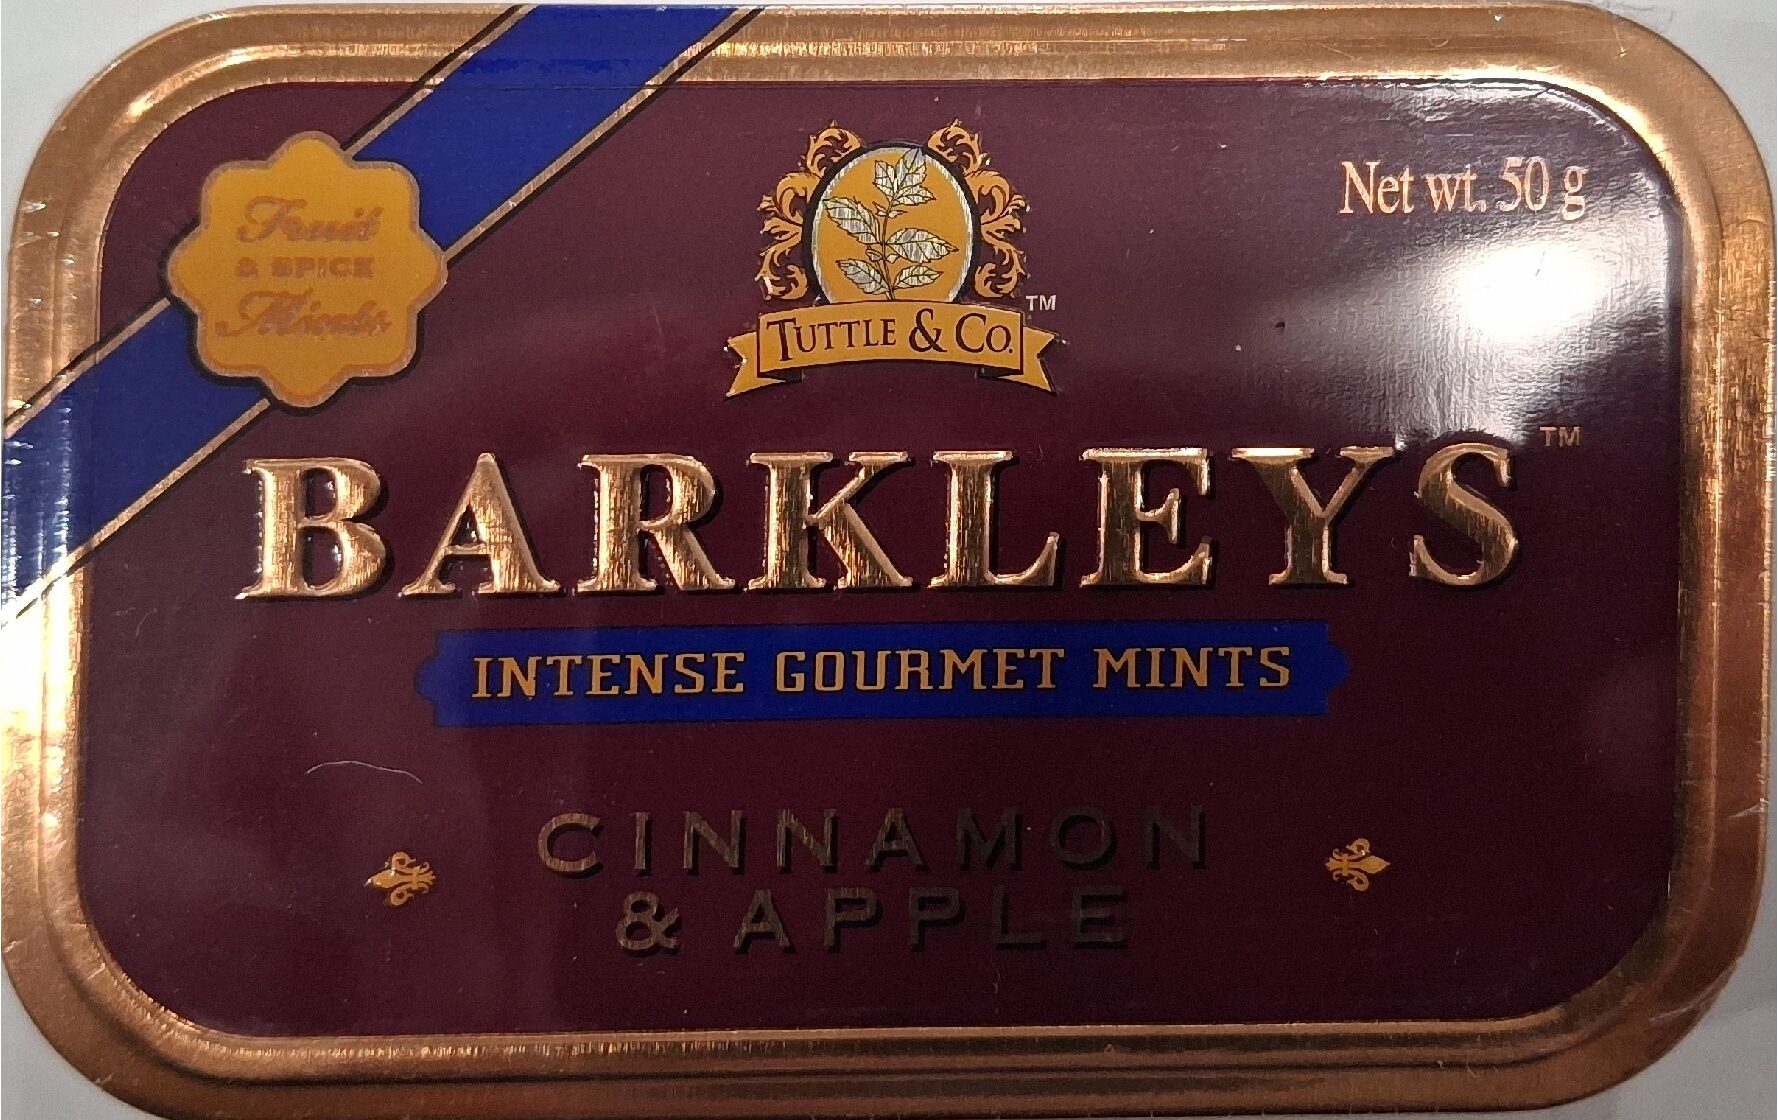 Fruit
& SPICE
Mints
Net wt. 50 g
TUTTLE & CO.™
BARKLEYS™
INTENSE GOURMET MINTS
CINNAMON
& APPLE